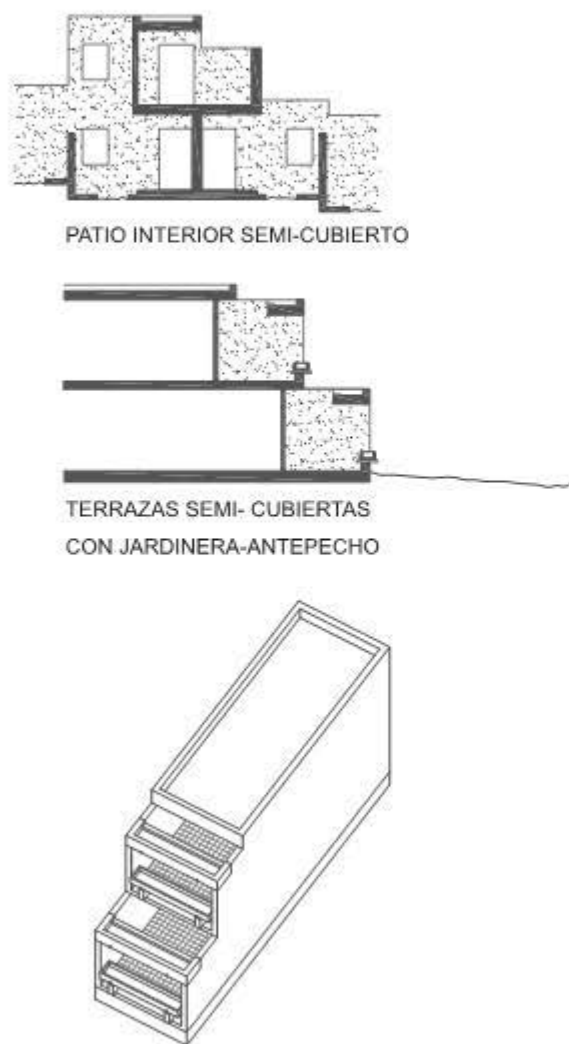 PATIO INTERIOR SEMI-CUBIERTO
TERRAZAS SEMI- CUBIERTAS
CON JARDINERA-ANTEPECHO